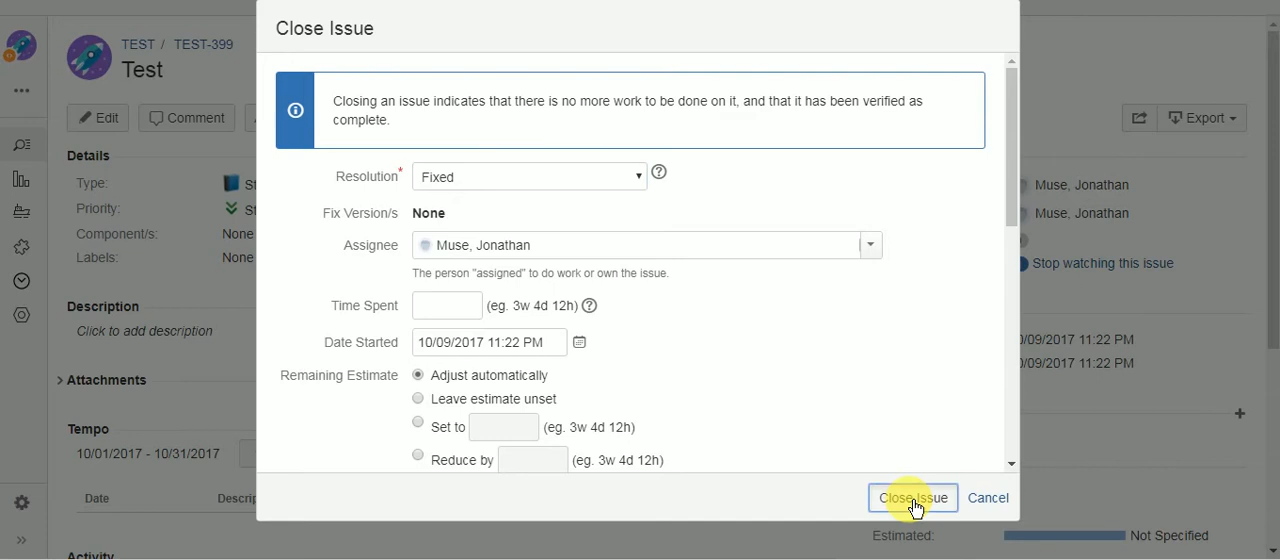 Close Issue
TEST / TEST-399
Test
Edit
Comment
Export
Closing an issue indicates that there is no more work to be done on it, and that it has been verified as
complete.
Details
Type:
Priority:
Component/s: None
Labels: None
Description
Click to add description
Attachments
Tempo
10/01/2017 - 10/31/2017
Date
Activity
Resolution* Fixed
Fix Version/s None
Assignee Muse, Jonathan
The person "assigned" to do work or own the issue.
Time Spent (eg. 3w 4d 12h)
Date Started 10/09/2017 11:22 PM
Remaining Estimate Adjust automatically
Leave estimate unset
Set to (eg. 3w 4d 12h)
Reduce by (eg. 3w 4d 12h)
Close Issue Cancel
Muse, Jonathan
Muse, Jonathan
Stop watching this issue
/09/2017 11:22 PM
/09/2017 11:22 PM
Estimated: Not Specified